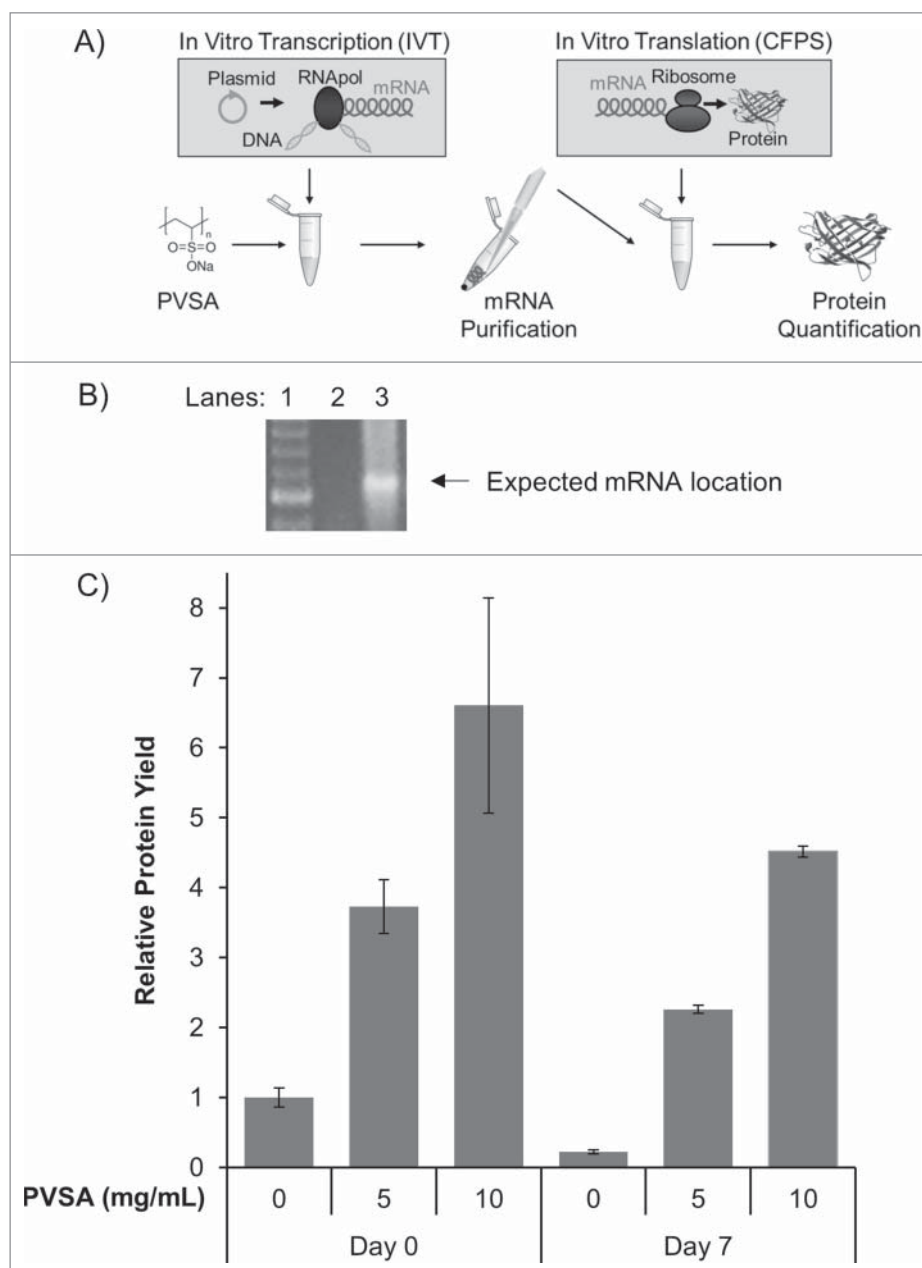 A)
In Vitro Transcription (IVT)
In Vitro Translation (CFPS)
Plasmid
RNApol
mRNA
DNA
mRNA
Ribosome
Protein
n
O=S=O
ONa
PVSA
mRNA
Purification
Protein
Quantification
B)
Lanes: 1 2 3
Expected mRNA location
C)
Relative Protein Yield
8
7
6
5
4
3
2
1
0
PVSA (mg/mL) 0 5 10 0 5 10
Day 0 Day 7